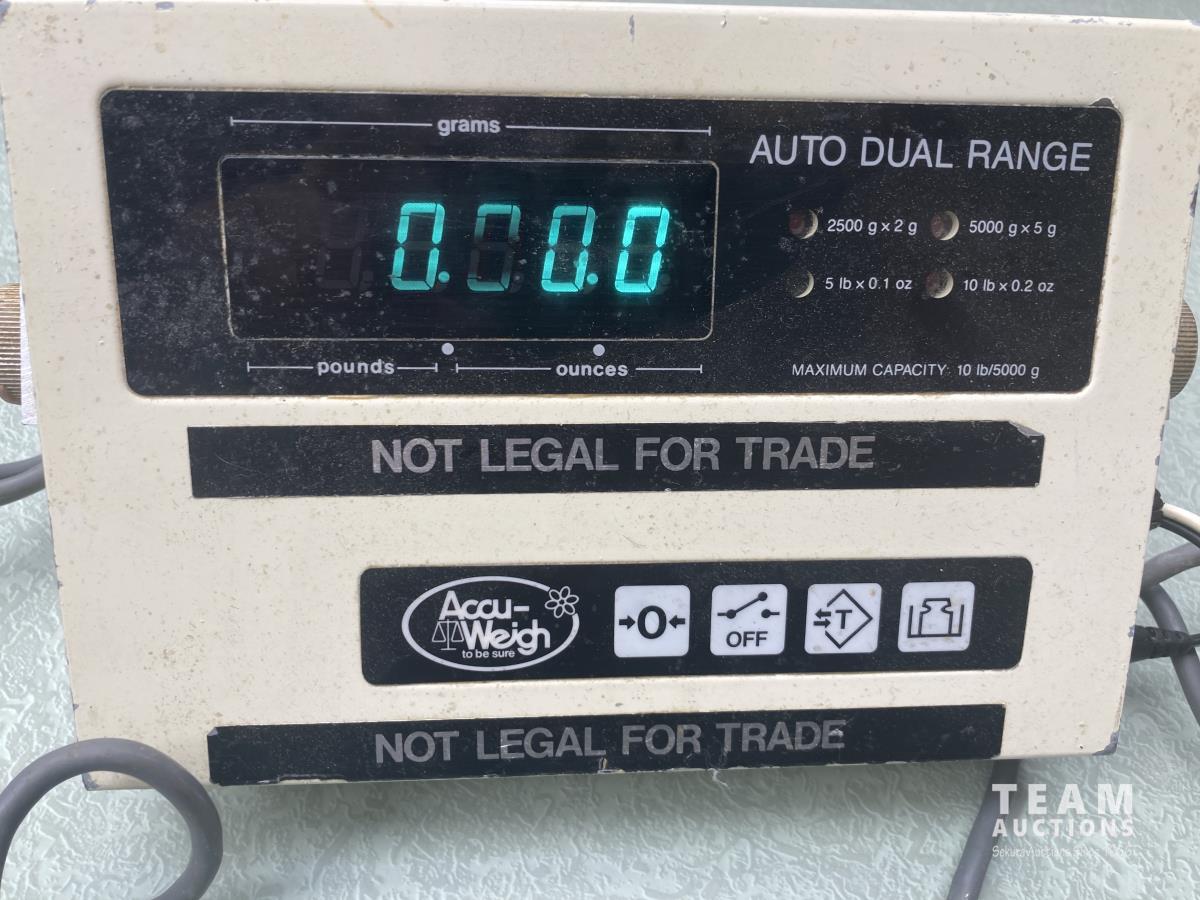 grams
AUTO DUAL RANGE
0. 0 0.0
2500 g x 2 g 5000 g x 5 g
5 lb x 0.1 oz 10 lb x 0.2 oz
pounds ounces
MAXIMUM CAPACITY: 10 lb/5000 g
NOT LEGAL FOR TRADE
Accu-
Weigh
to be sure
→0←
OFF
T
NOT LEGAL FOR TRADE
TEAM
AUCTIONS